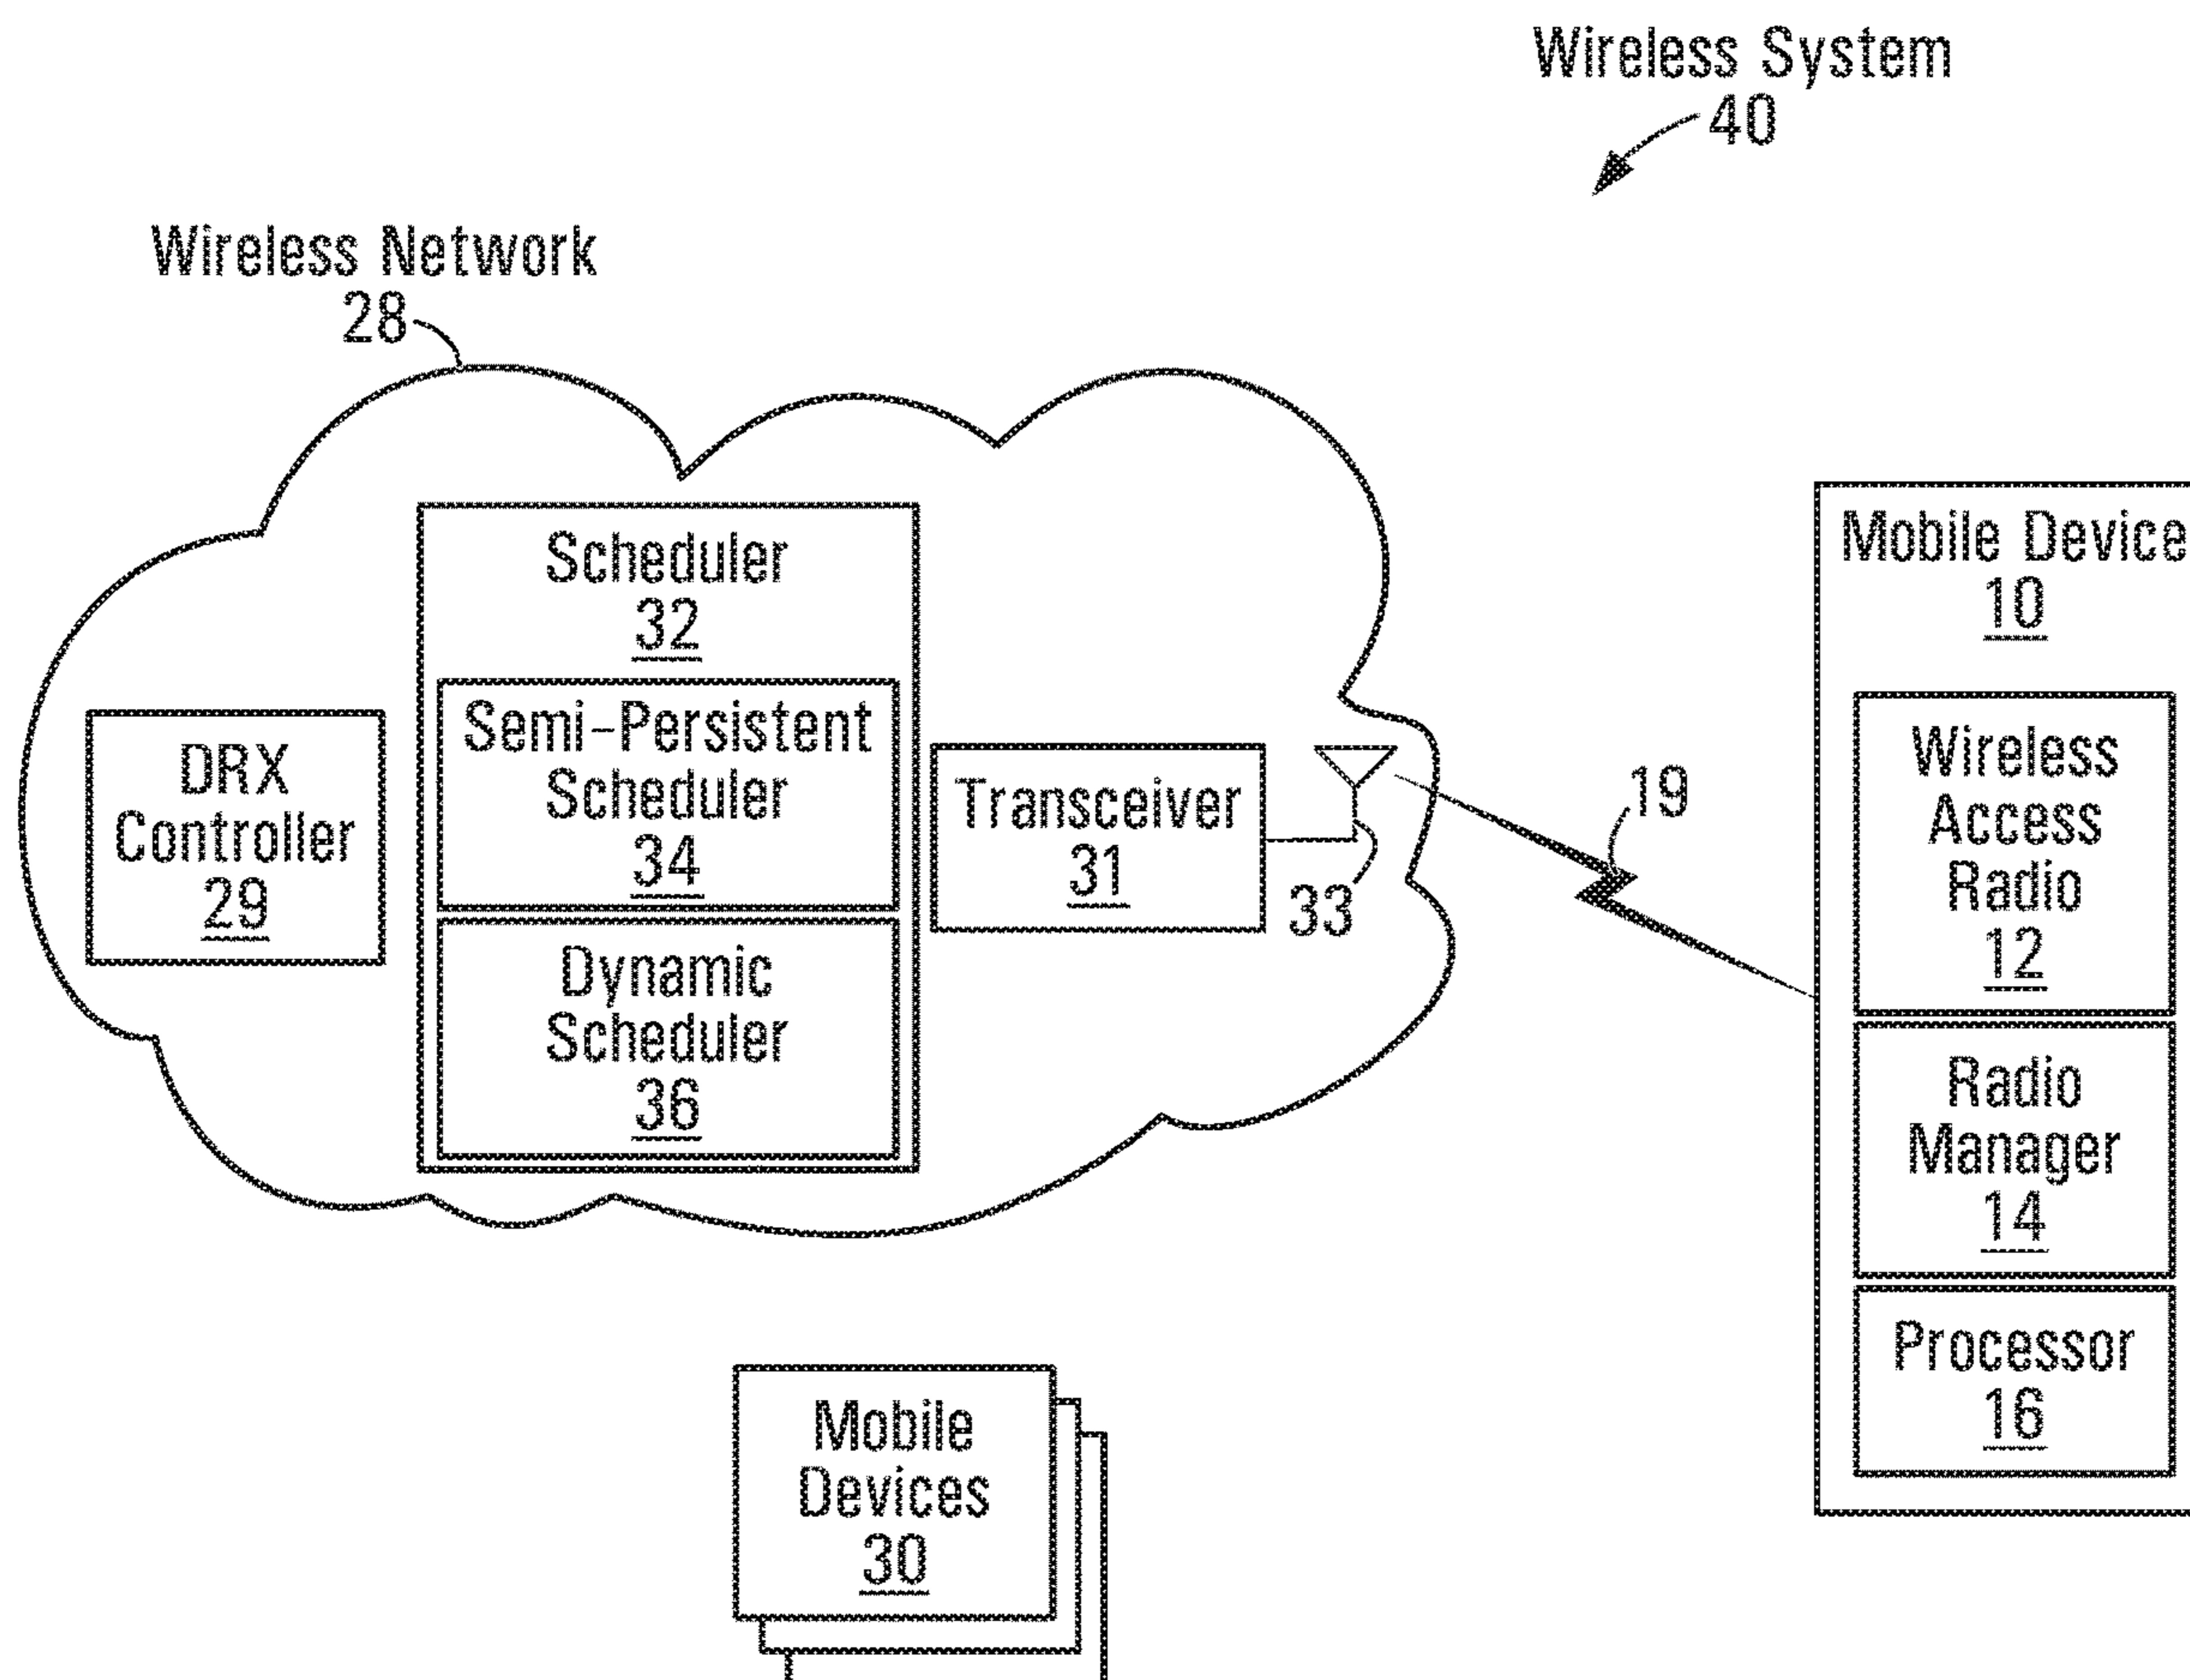 Wireless System
40
Wireless Network
28
Scheduler
32
Semi-Persistent
Scheduler
34
Dynamic
Scheduler
36
DRX
Controller
29
Transceiver
31
33
19
Mobile Device
10
Wireless
Access
Radio
12
Radio
Manager
14
Processor
16
Mobile
Devices
30